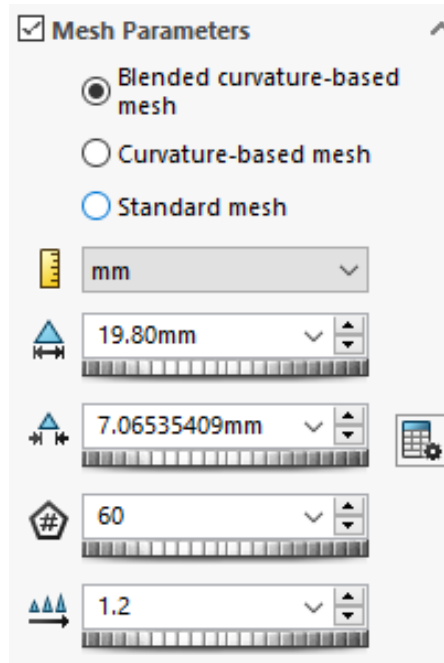 Mesh Parameters
Blended curvature-based
mesh
Curvature-based mesh
Standard mesh
mm
19.80mm
7.06535409mm
#
60
1.2